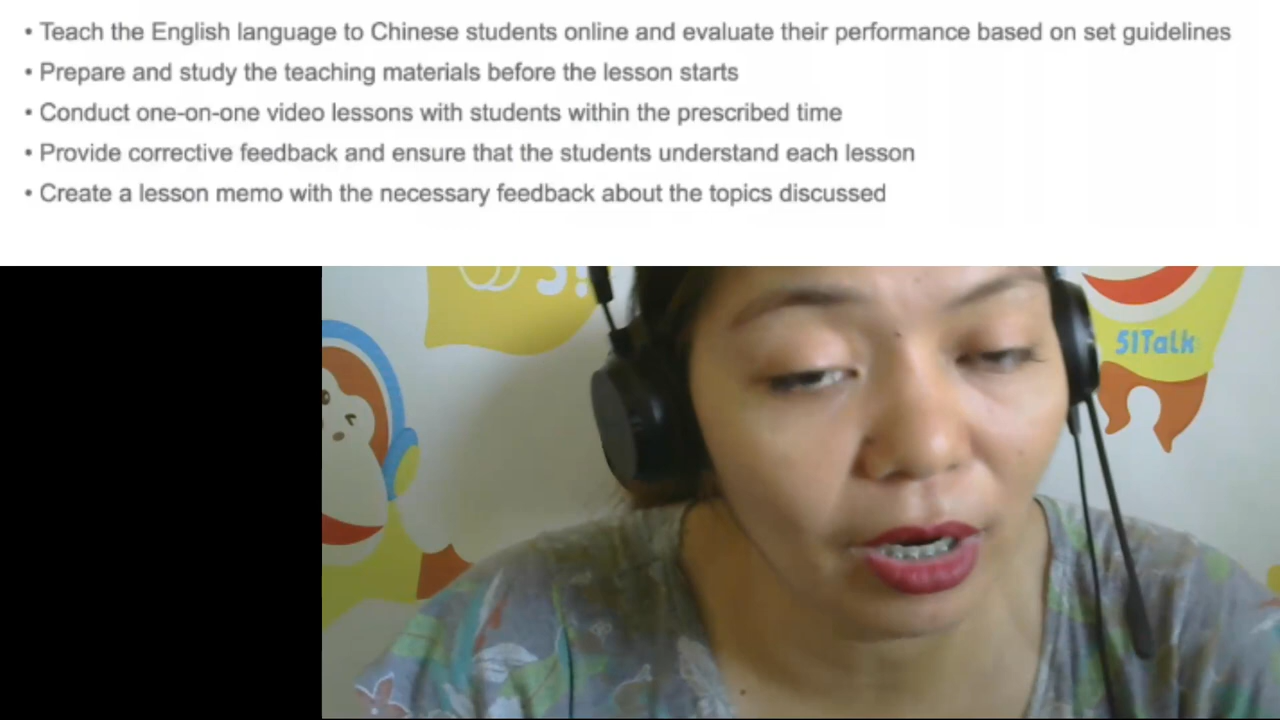 • Teach the English language to Chinese students online and evaluate their performance based on set guidelines
• Prepare and study the teaching materials before the lesson starts
• Conduct one-on-one video lessons with students within the prescribed time
• Provide corrective feedback and ensure that the students understand each lesson
• Create a lesson memo with the necessary feedback about the topics discussed
51Talk